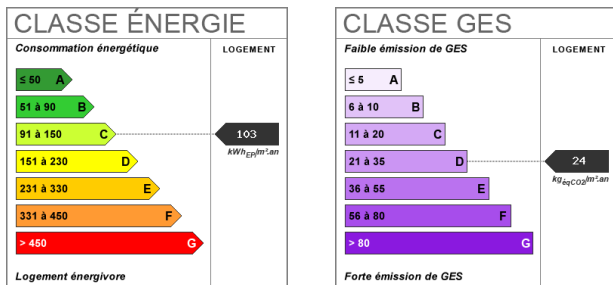 CLASSE ÉNERGIE
Consommation énergétique
LOGEMENT
≤ 50 A
51 à 90 B
91 à 150 C
103
kWhEP/m².an
151 à 230 D
231 à 330 E
331 à 450 F
> 450 G
Logement énergivore
CLASSE GES
Faible émission de GES
LOGEMENT
≤ 5 A
6 à 10 B
11 à 20 C
21 à 35 D
24
kgéqCO2/m².an
36 à 55 E
56 à 80 F
> 80 G
Forte émission de GES